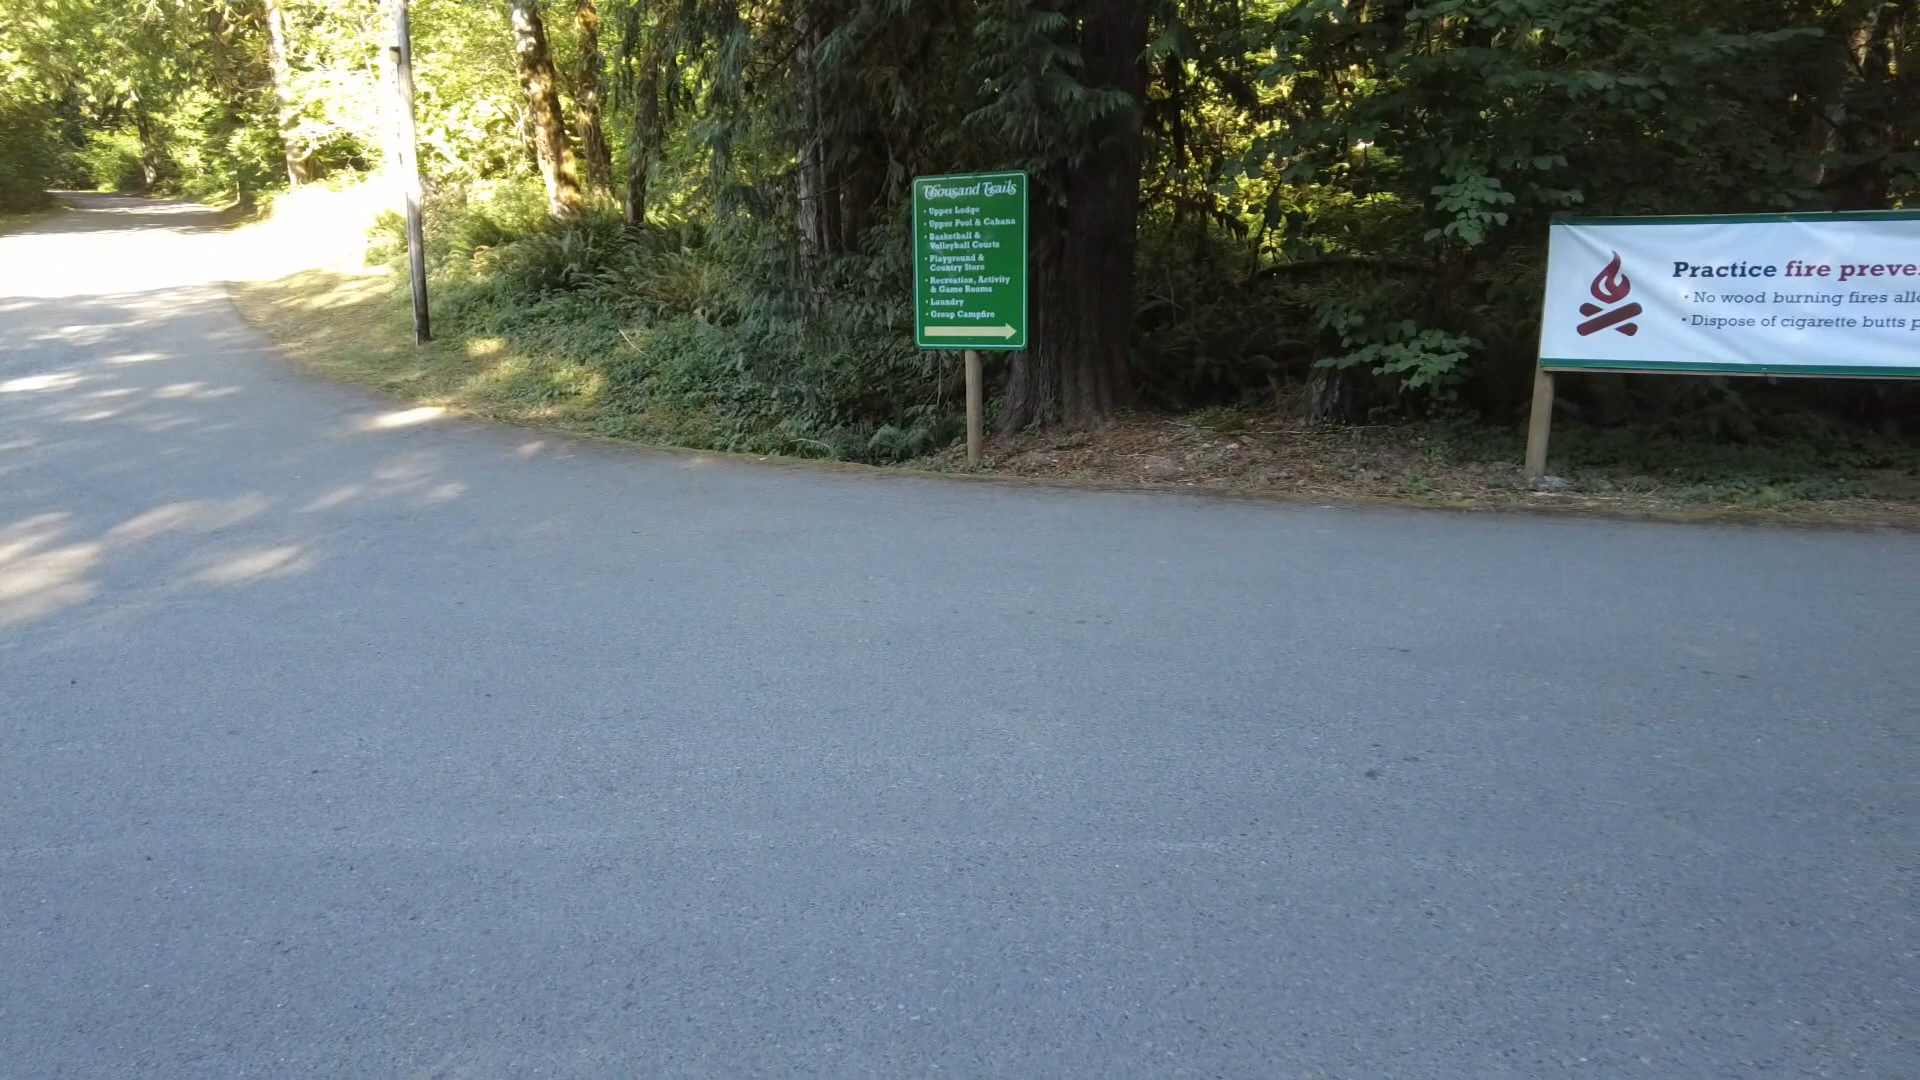 Thousand Trails
• Upper Lodge
• Upper Pool & Cabana
• Basketball &
Volleyball Courts
• Playground &
Country Store
• Recreation, Activity
& Game Rooms
• Laundry
• Group Campfire
Practice fire preve
• No wood burning fires allo
• Dispose of cigarette butts p